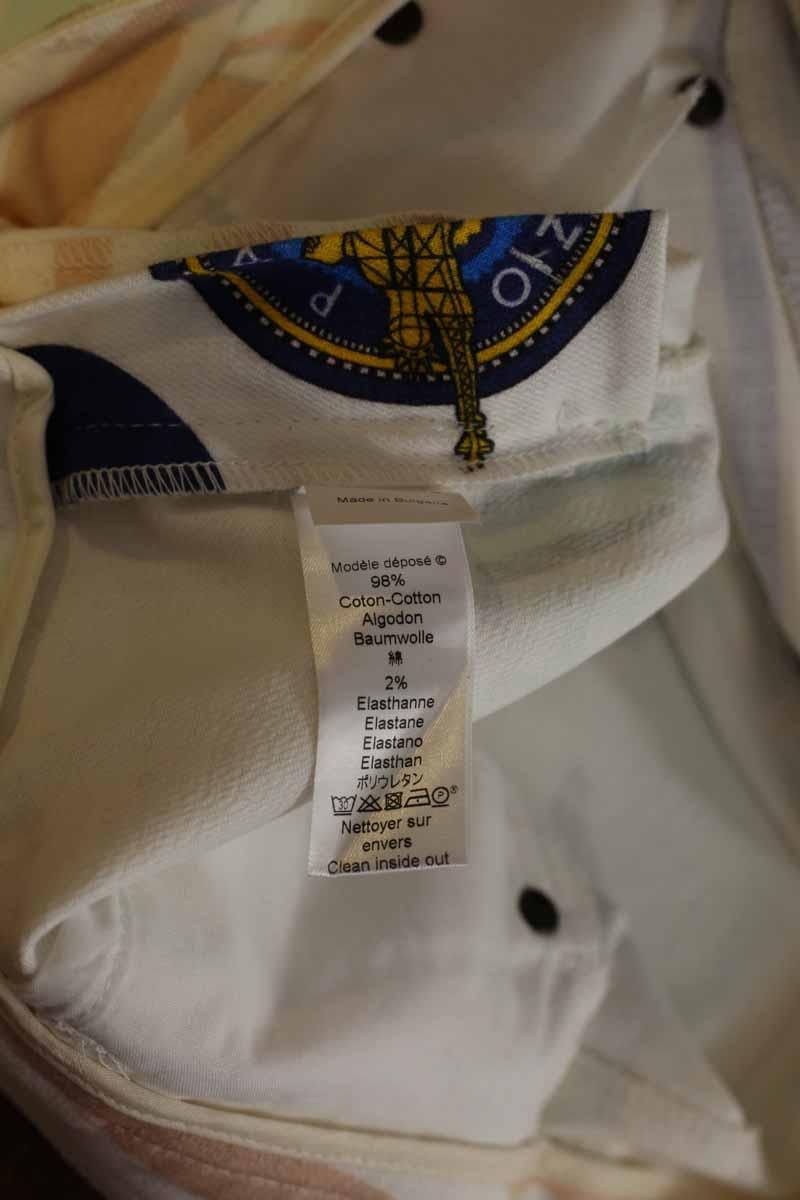 Made in Bulgaria
Modèle déposé ©
98%
Coton-Cotton
Algodon
Baumwolle
綿
2%
Elasthanne
Elastane
Elastano
Elasthan
ポリウレタン
30 P
Nettoyer sur
envers
Clean inside out